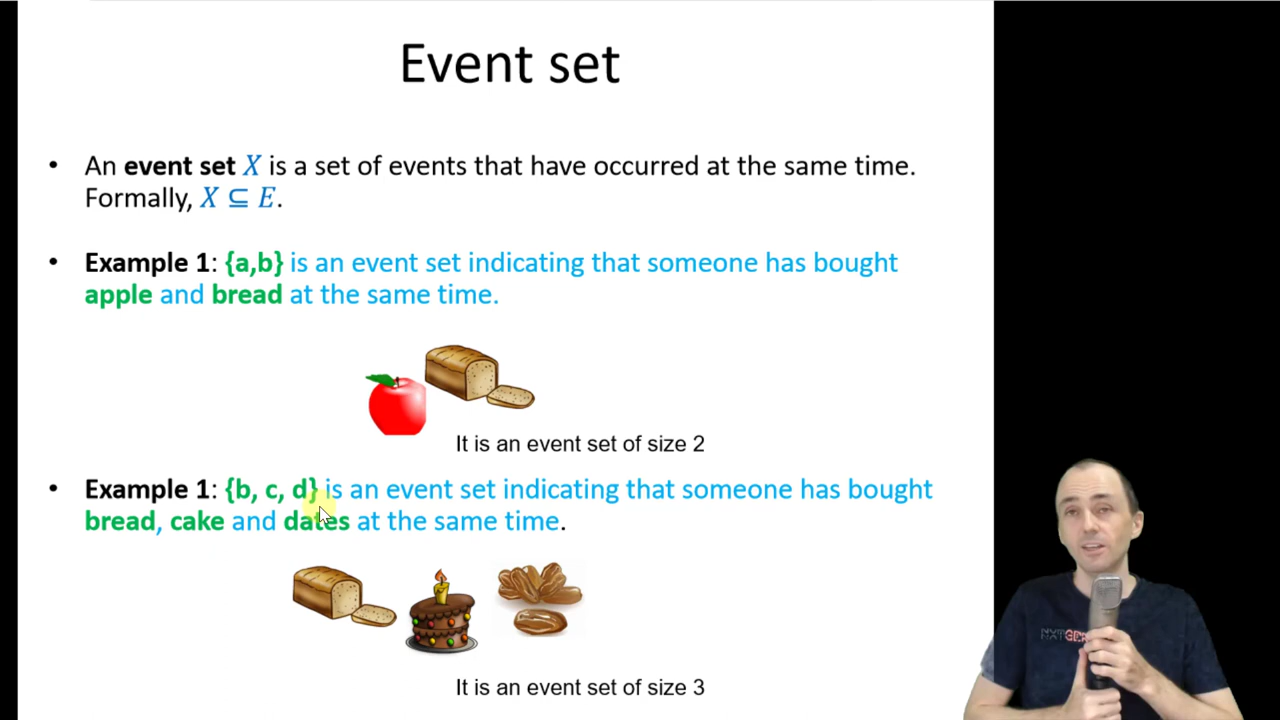 Event set
• An event set X is a set of events that have occurred at the same time.
Formally, X ⊆ E.
• Example 1: {a,b} is an event set indicating that someone has bought
apple and bread at the same time.
It is an event set of size 2
• Example 1: {b, c, d} is an event set indicating that someone has bought
bread, cake and dates at the same time.
It is an event set of size 3